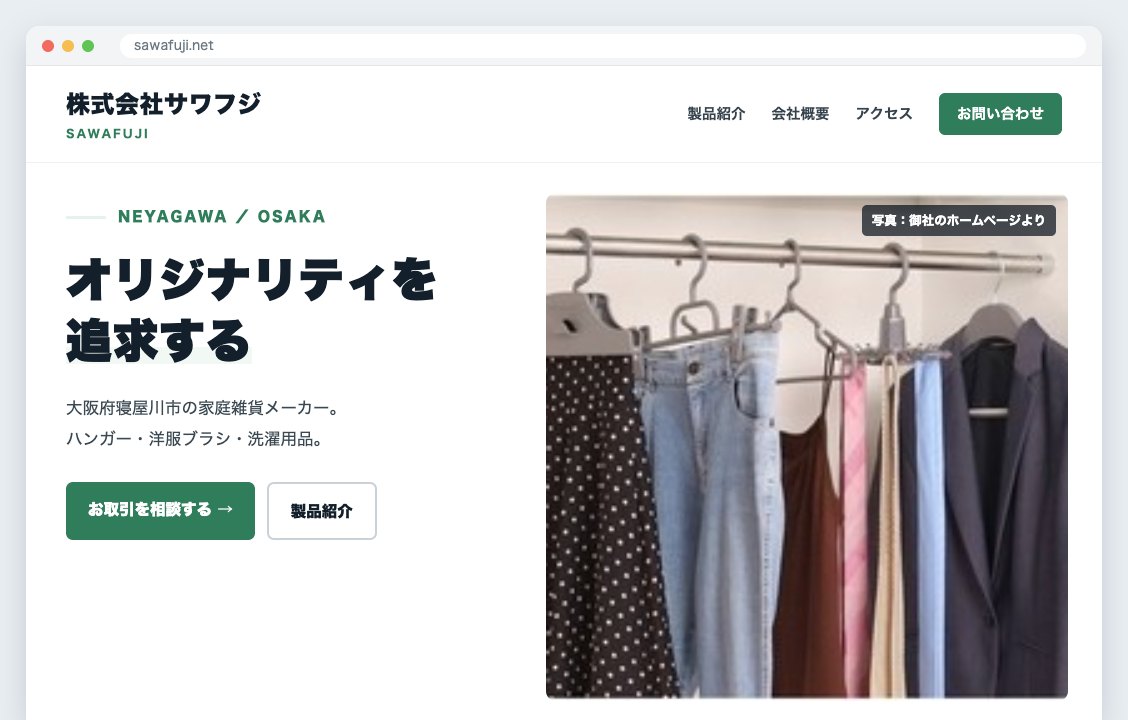 sawafuji.net
株式会社サワフジ
SAWAFUJI
製品紹介
会社概要
アクセス
お問い合わせ
NEYAGAWA ／ OSAKA
オリジナリティを
追求する
大阪府寝屋川市の家庭雑貨メーカー。
ハンガー・洋服ブラシ・洗濯用品。
お取引を相談する →
製品紹介
写真：御社のホームページより